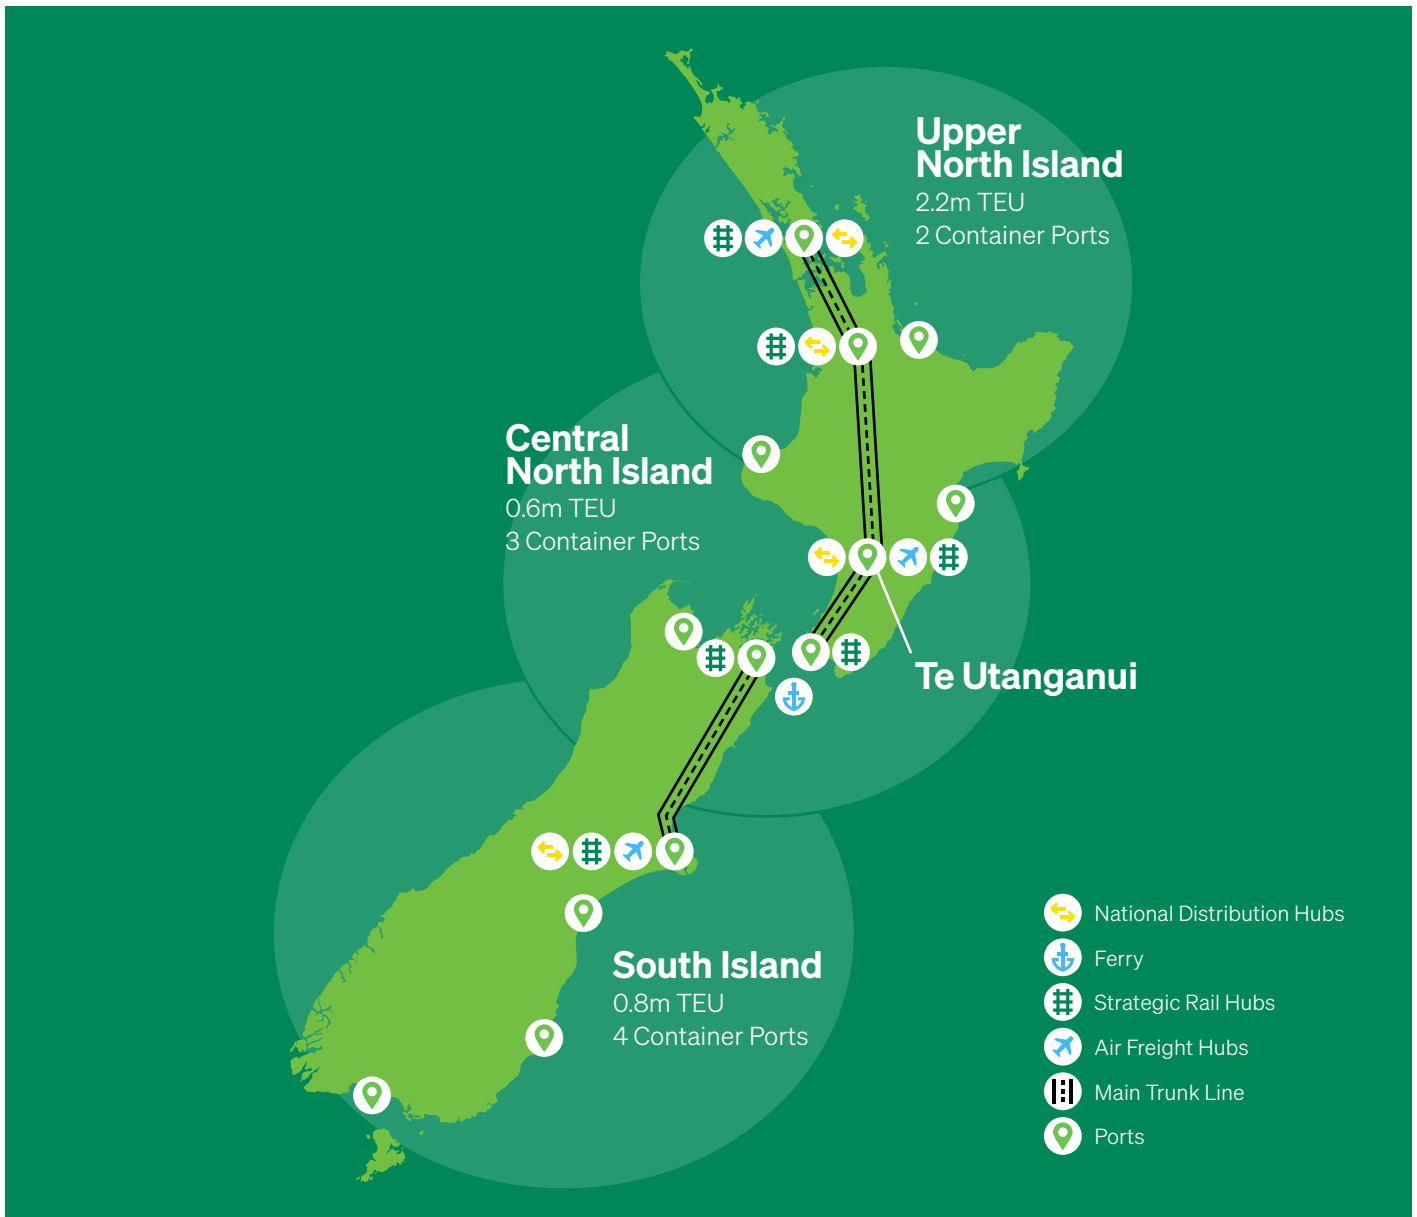 Upper
North Island
2.2m TEU
2 Container Ports
Central
North Island
0.6m TEU
3 Container Ports
Te Utanganui
South Island
0.8m TEU
4 Container Ports
National Distribution Hubs
Ferry
Strategic Rail Hubs
Air Freight Hubs
Main Trunk Line
Ports